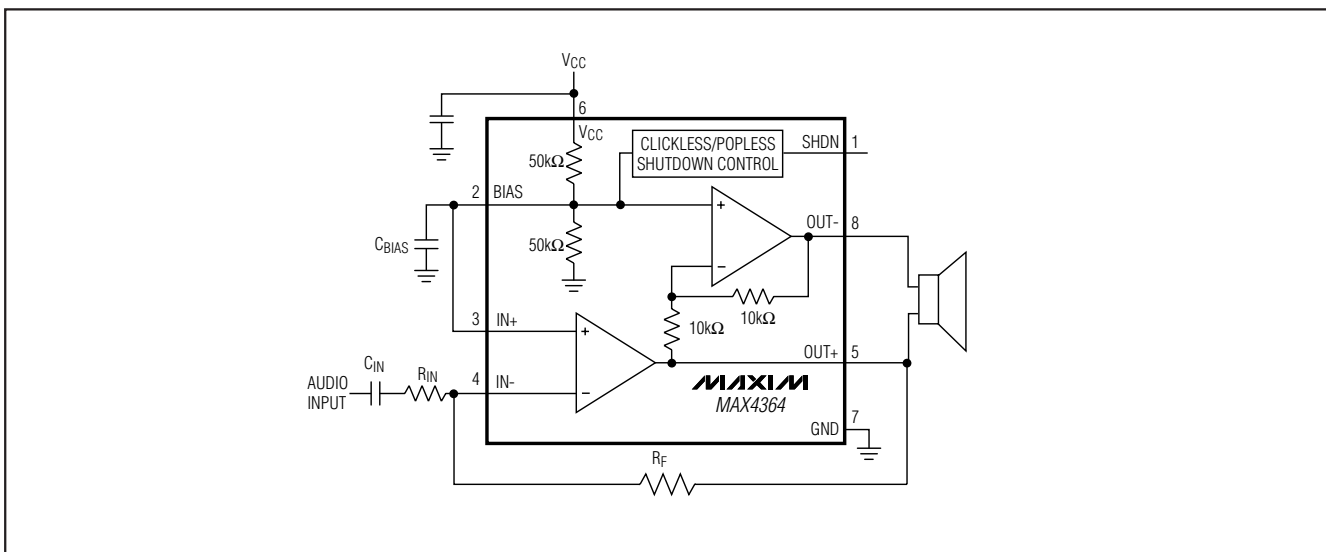 VCC
6
VCC
CLICKLESS/POPLESS
SHUTDOWN CONTROL
SHDN 1
50kΩ
2 BIAS
+
OUT- 8
CBIAS
50kΩ
−
10kΩ
10kΩ
3 IN+
+
OUT+ 5
CIN
RIN
4 IN-
−
MAXIM
MAX4364
AUDIO
INPUT
7
GND
RF